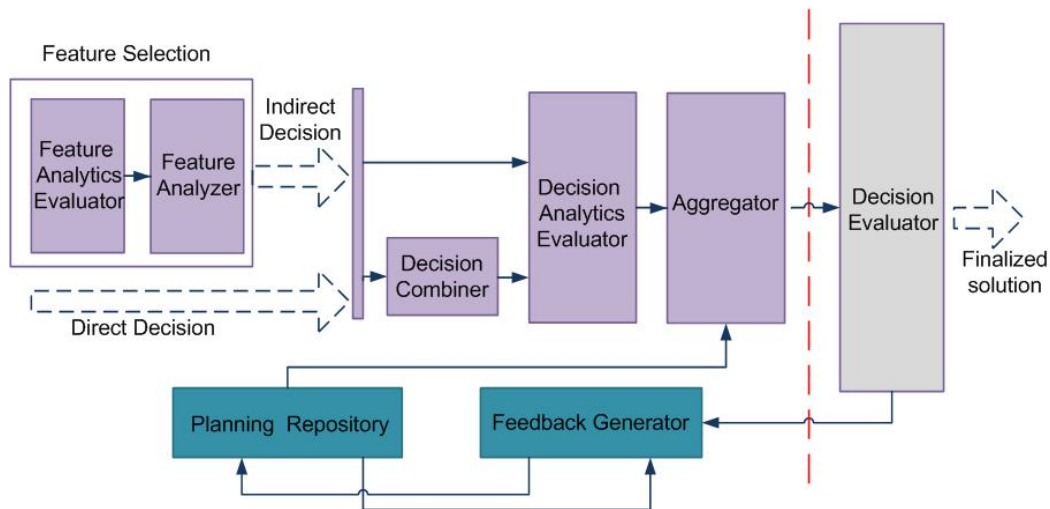 Feature Selection
Feature
Analytics
Evaluator
Feature
Analyzer
Indirect
Decision
Direct Decision
Decision
Combiner
Decision
Analytics
Evaluator
Aggregator
Decision
Evaluator
Finalized
solution
Planning Repository
Feedback Generator